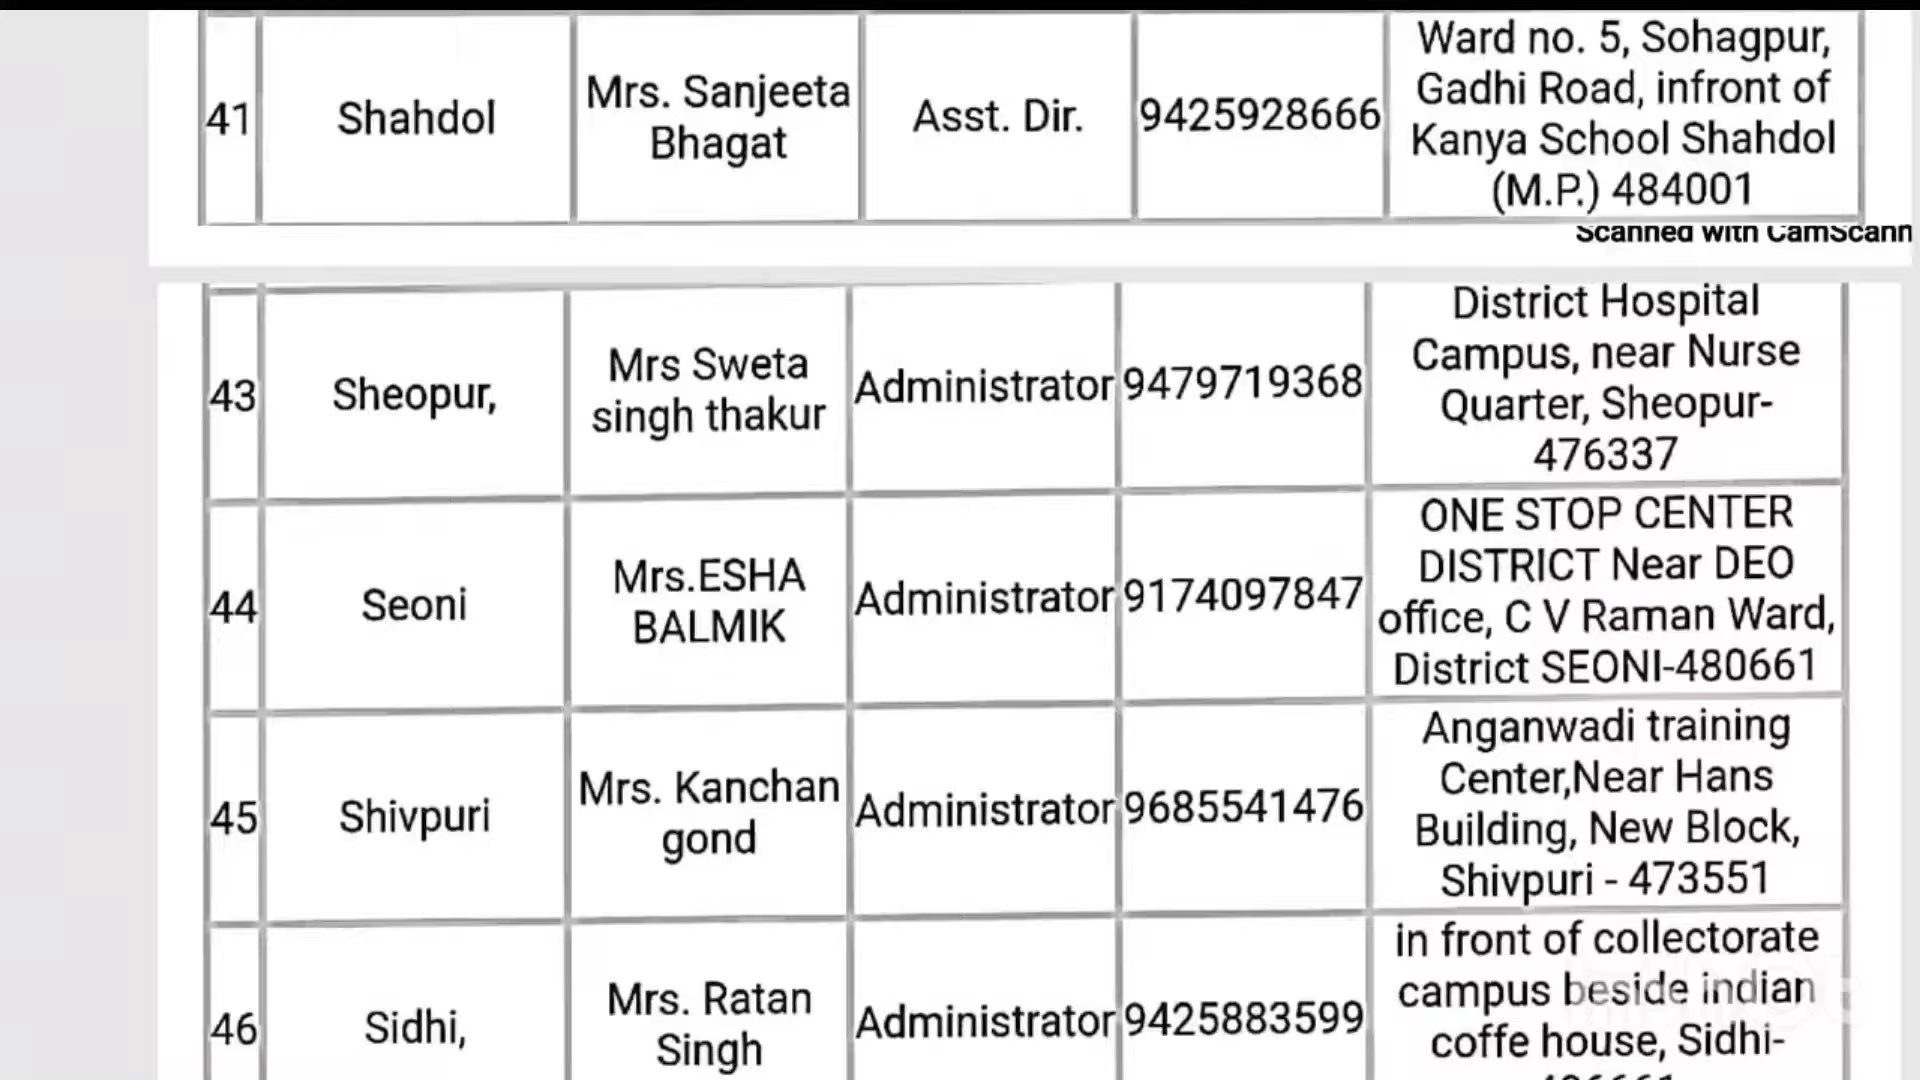 41
Shahdol
Mrs. Sanjeeta
Bhagat
Asst. Dir.
9425928666
Ward no. 5, Sohagpur,
Gadhi Road, infront of
Kanya School Shahdol
(M.P.) 484001
Scanned with CamScann
43
Sheopur,
Mrs Sweta
singh thakur
Administrator
9479719368
District Hospital
Campus, near Nurse
Quarter, Sheopur-
476337
44
Seoni
Mrs.ESHA
BALMIK
Administrator
9174097847
ONE STOP CENTER
DISTRICT Near DEO
office, C V Raman Ward,
District SEONI-480661
45
Shivpuri
Mrs. Kanchan
gond
Administrator
9685541476
Anganwadi training
Center,Near Hans
Building, New Block,
Shivpuri - 473551
46
Sidhi,
Mrs. Ratan
Singh
Administrator
9425883599
in front of collectorate
campus beside indian
coffe house, Sidhi-